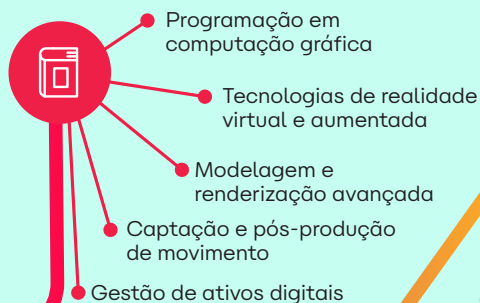 Programação em
computação gráfica
Tecnologias de realidade
virtual e aumentada
Modelagem e
renderização avançada
Captação e pós-produção
de movimento
Gestão de ativos digitais